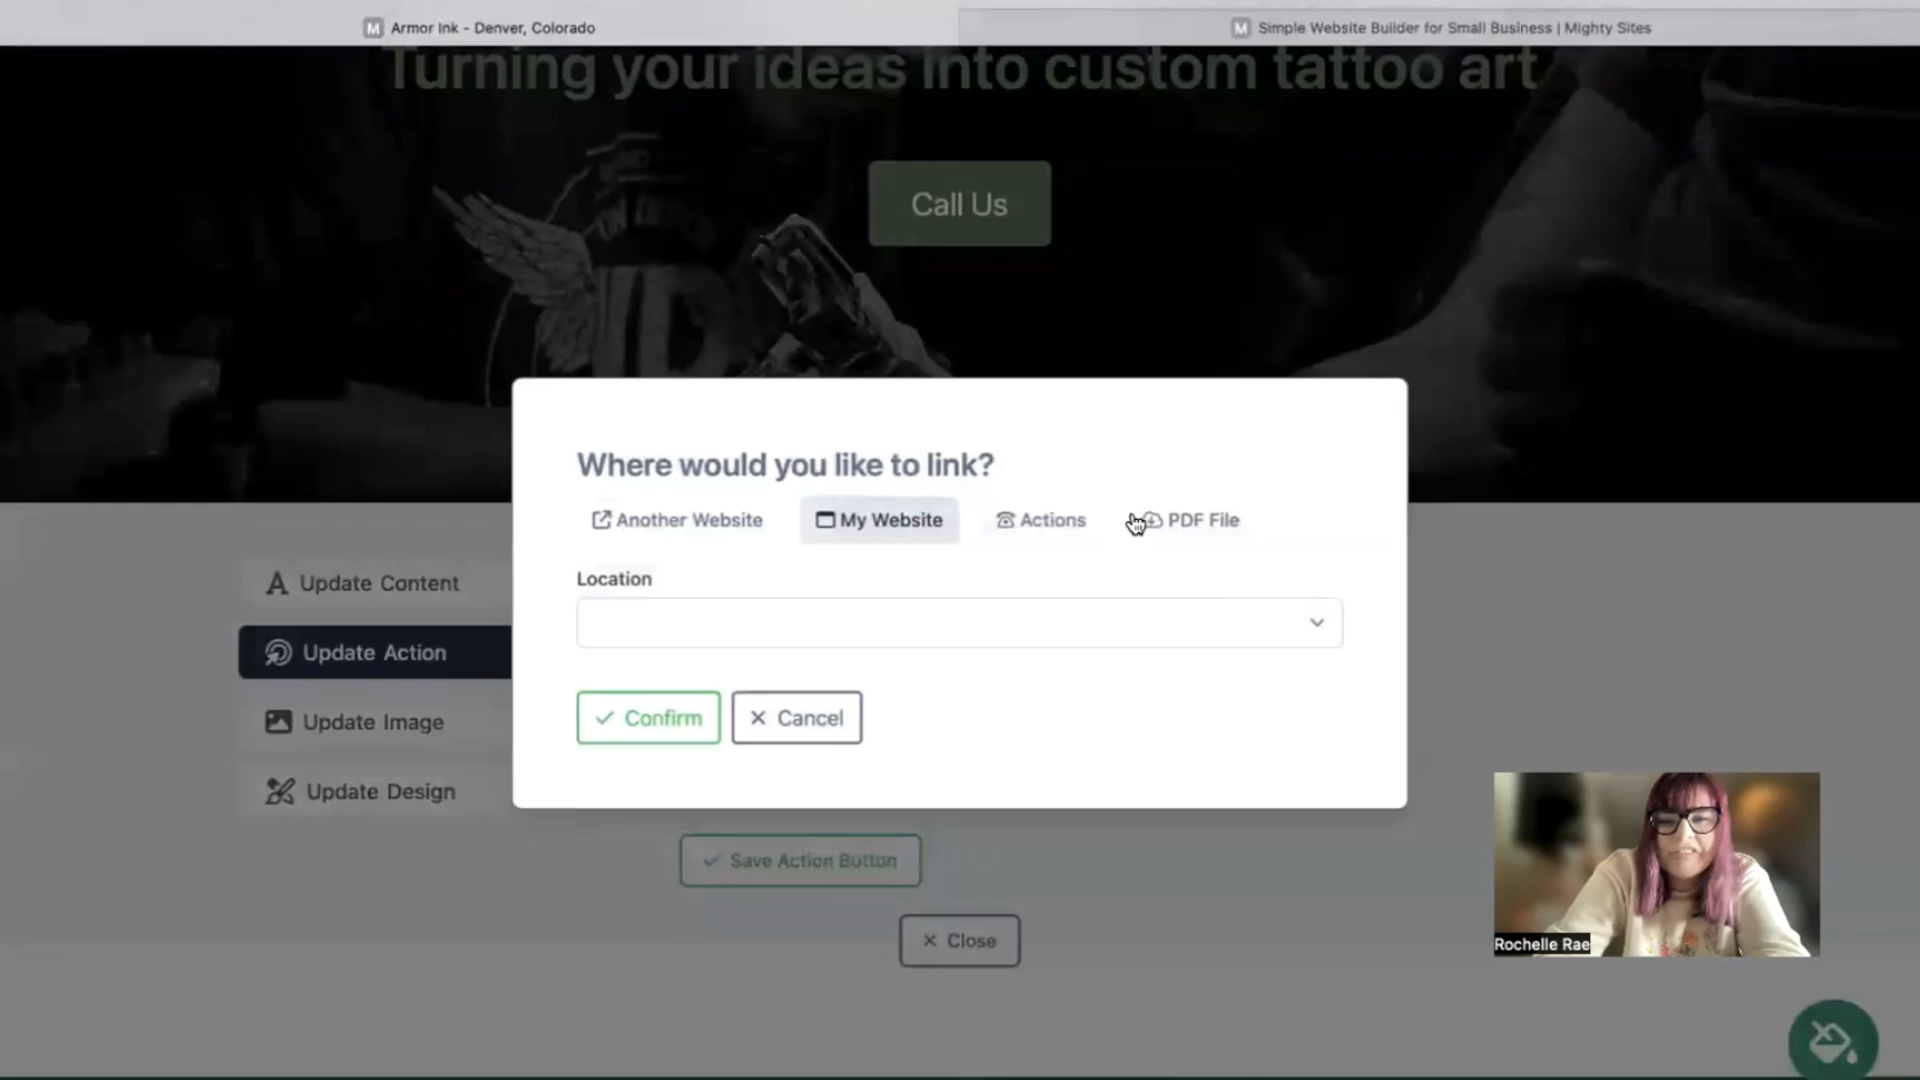 Armor Ink - Denver, Colorado
Simple Website Builder for Small Business | Mighty Sites
Turning your ideas into custom tattoo art
Call Us
Where would you like to link?
Another Website
My Website
Actions
PDF File
Location
Update Content
Update Action
Update Image
Update Design
Confirm
Cancel
Save Action Button
Close
Rochelle Rae